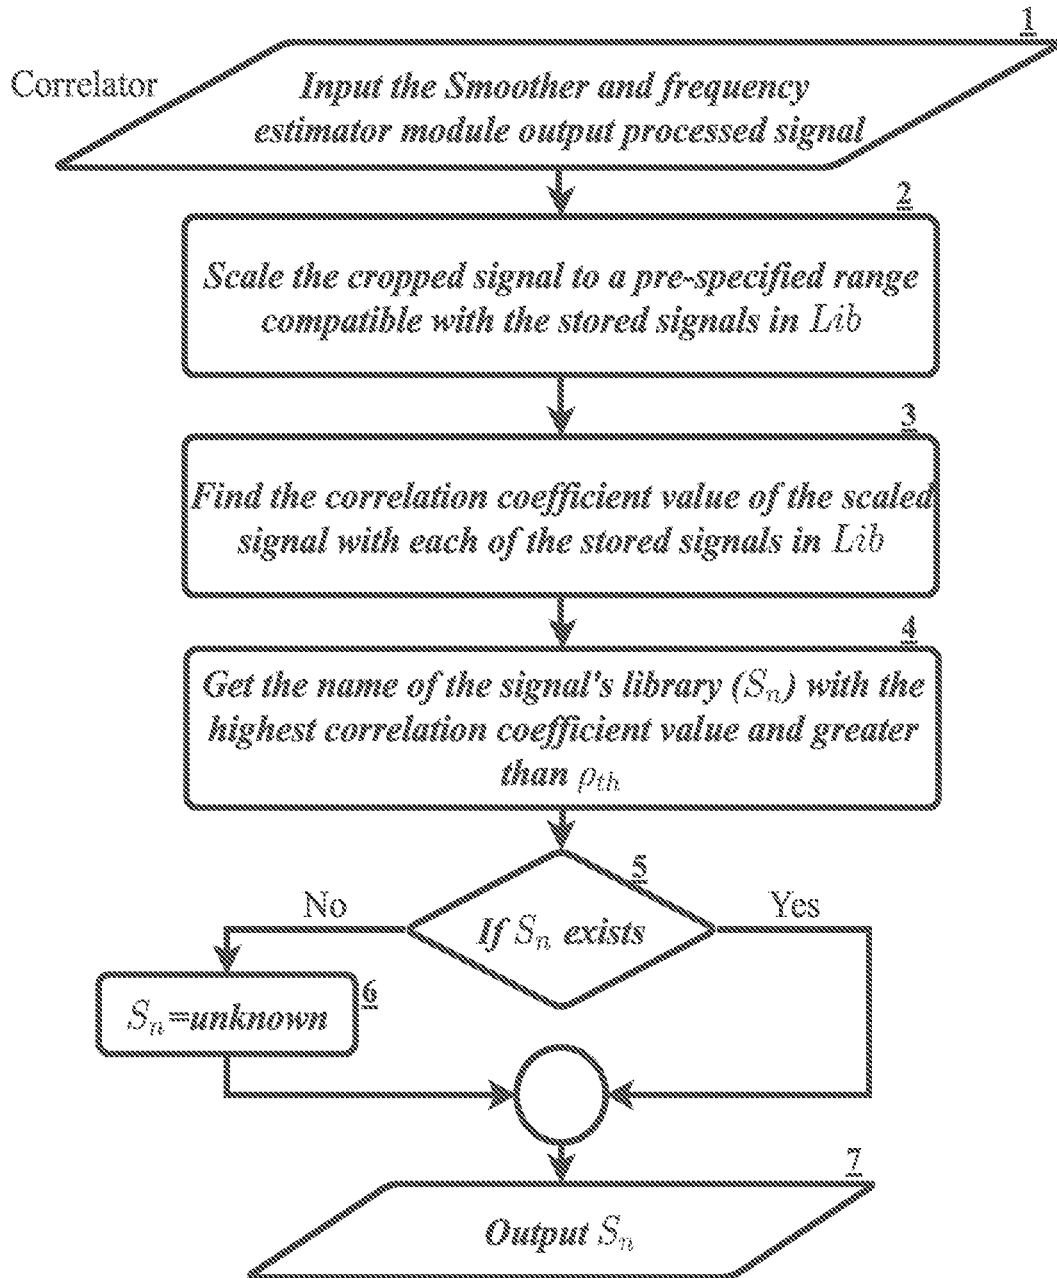 1
Correlator
Input the Smoother and frequency
estimator module output processed signal
2
Scale the cropped signal to a pre-specified range
compatible with the stored signals in Lib
3
Find the correlation coefficient value of the scaled
signal with each of the stored signals in Lib
4
Get the name of the signal's library (Sₙ) with the
highest correlation coefficient value and greater
than ρ_th
5
No
Yes
If Sₙ exists
6
Sₙ=unknown
7
Output Sₙ